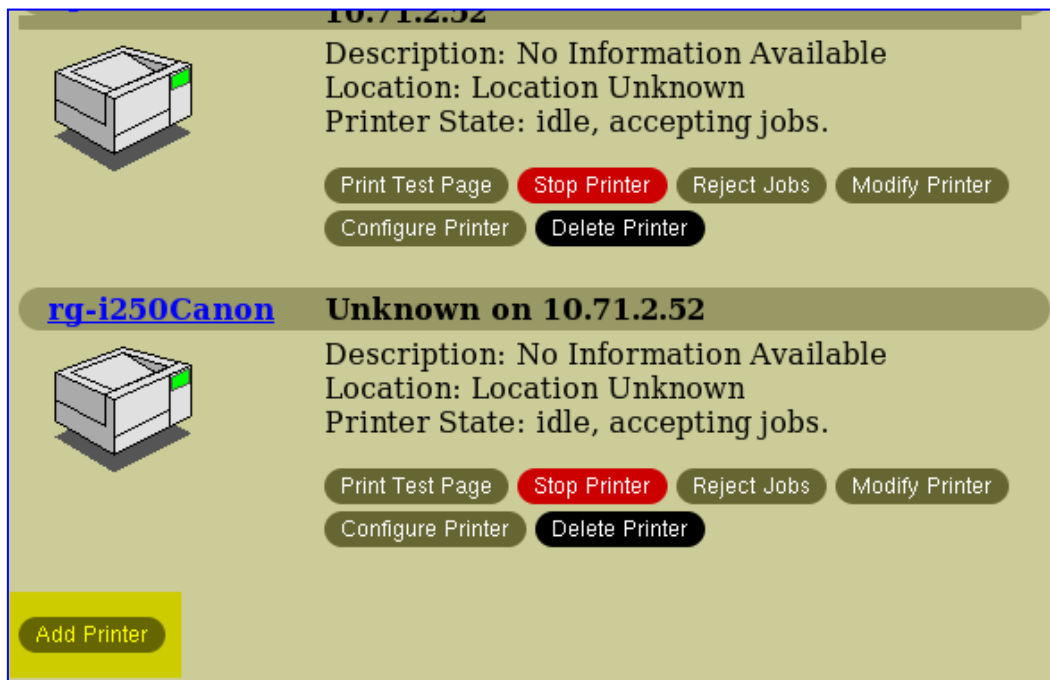 10.71.2.52
Description: No Information Available
Location: Location Unknown
Printer State: idle, accepting jobs.
Print Test Page Stop Printer Reject Jobs Modify Printer
Configure Printer Delete Printer
rg-i250Canon Unknown on 10.71.2.52
Description: No Information Available
Location: Location Unknown
Printer State: idle, accepting jobs.
Print Test Page Stop Printer Reject Jobs Modify Printer
Configure Printer Delete Printer
Add Printer